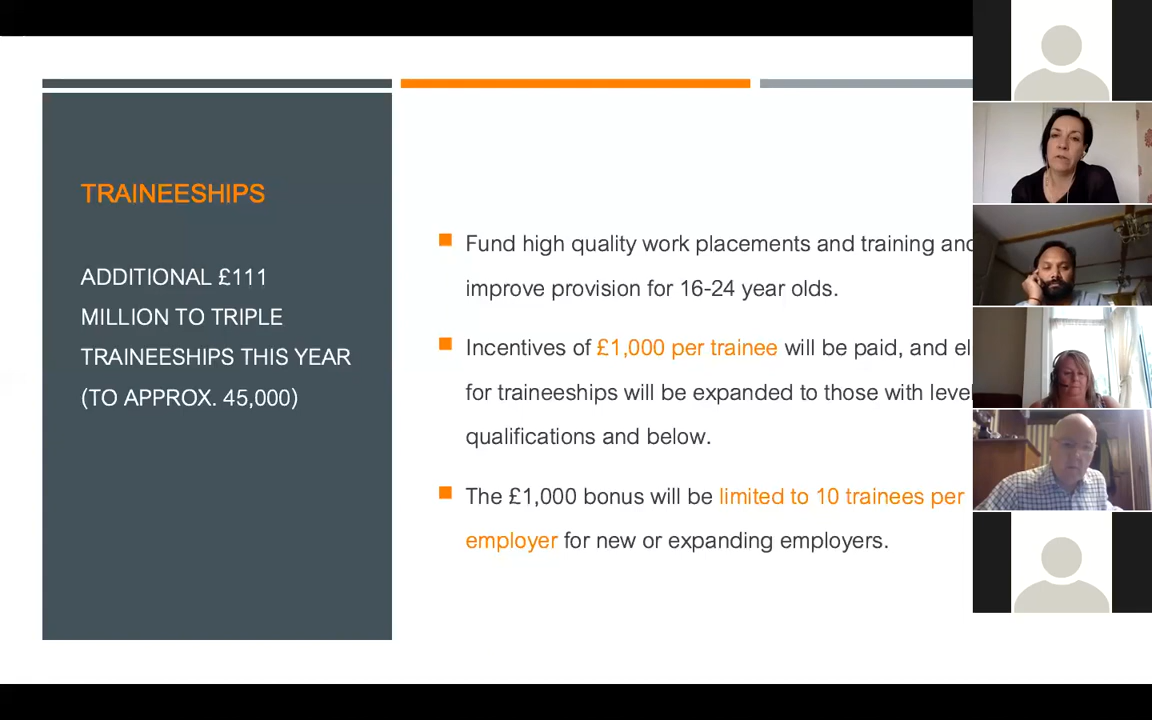 TRAINEESHIPS
ADDITIONAL £111
MILLION TO TRIPLE
TRAINEESHIPS THIS YEAR
(TO APPROX. 45,000)
Fund high quality work placements and training and
improve provision for 16-24 year olds.
Incentives of £1,000 per trainee will be paid, and
for traineeships will be expanded to those with
qualifications and below.
The £1,000 bonus will be limited to 10 trainees per
employer for new or expanding employers.